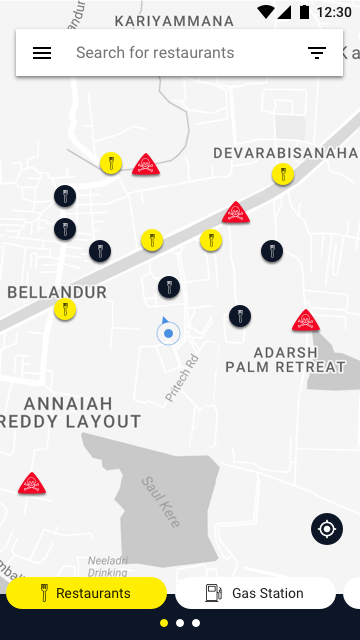 12:30
KARIYAMMANA
Search for restaurants
DEVARABISANAHA
BELLANDUR
ADARSH
PALM RETREAT
Pritech Rd
ANNAIAH
REDDY LAYOUT
Saul Kere
Neeladri
Drinking
Restaurants
Gas Station